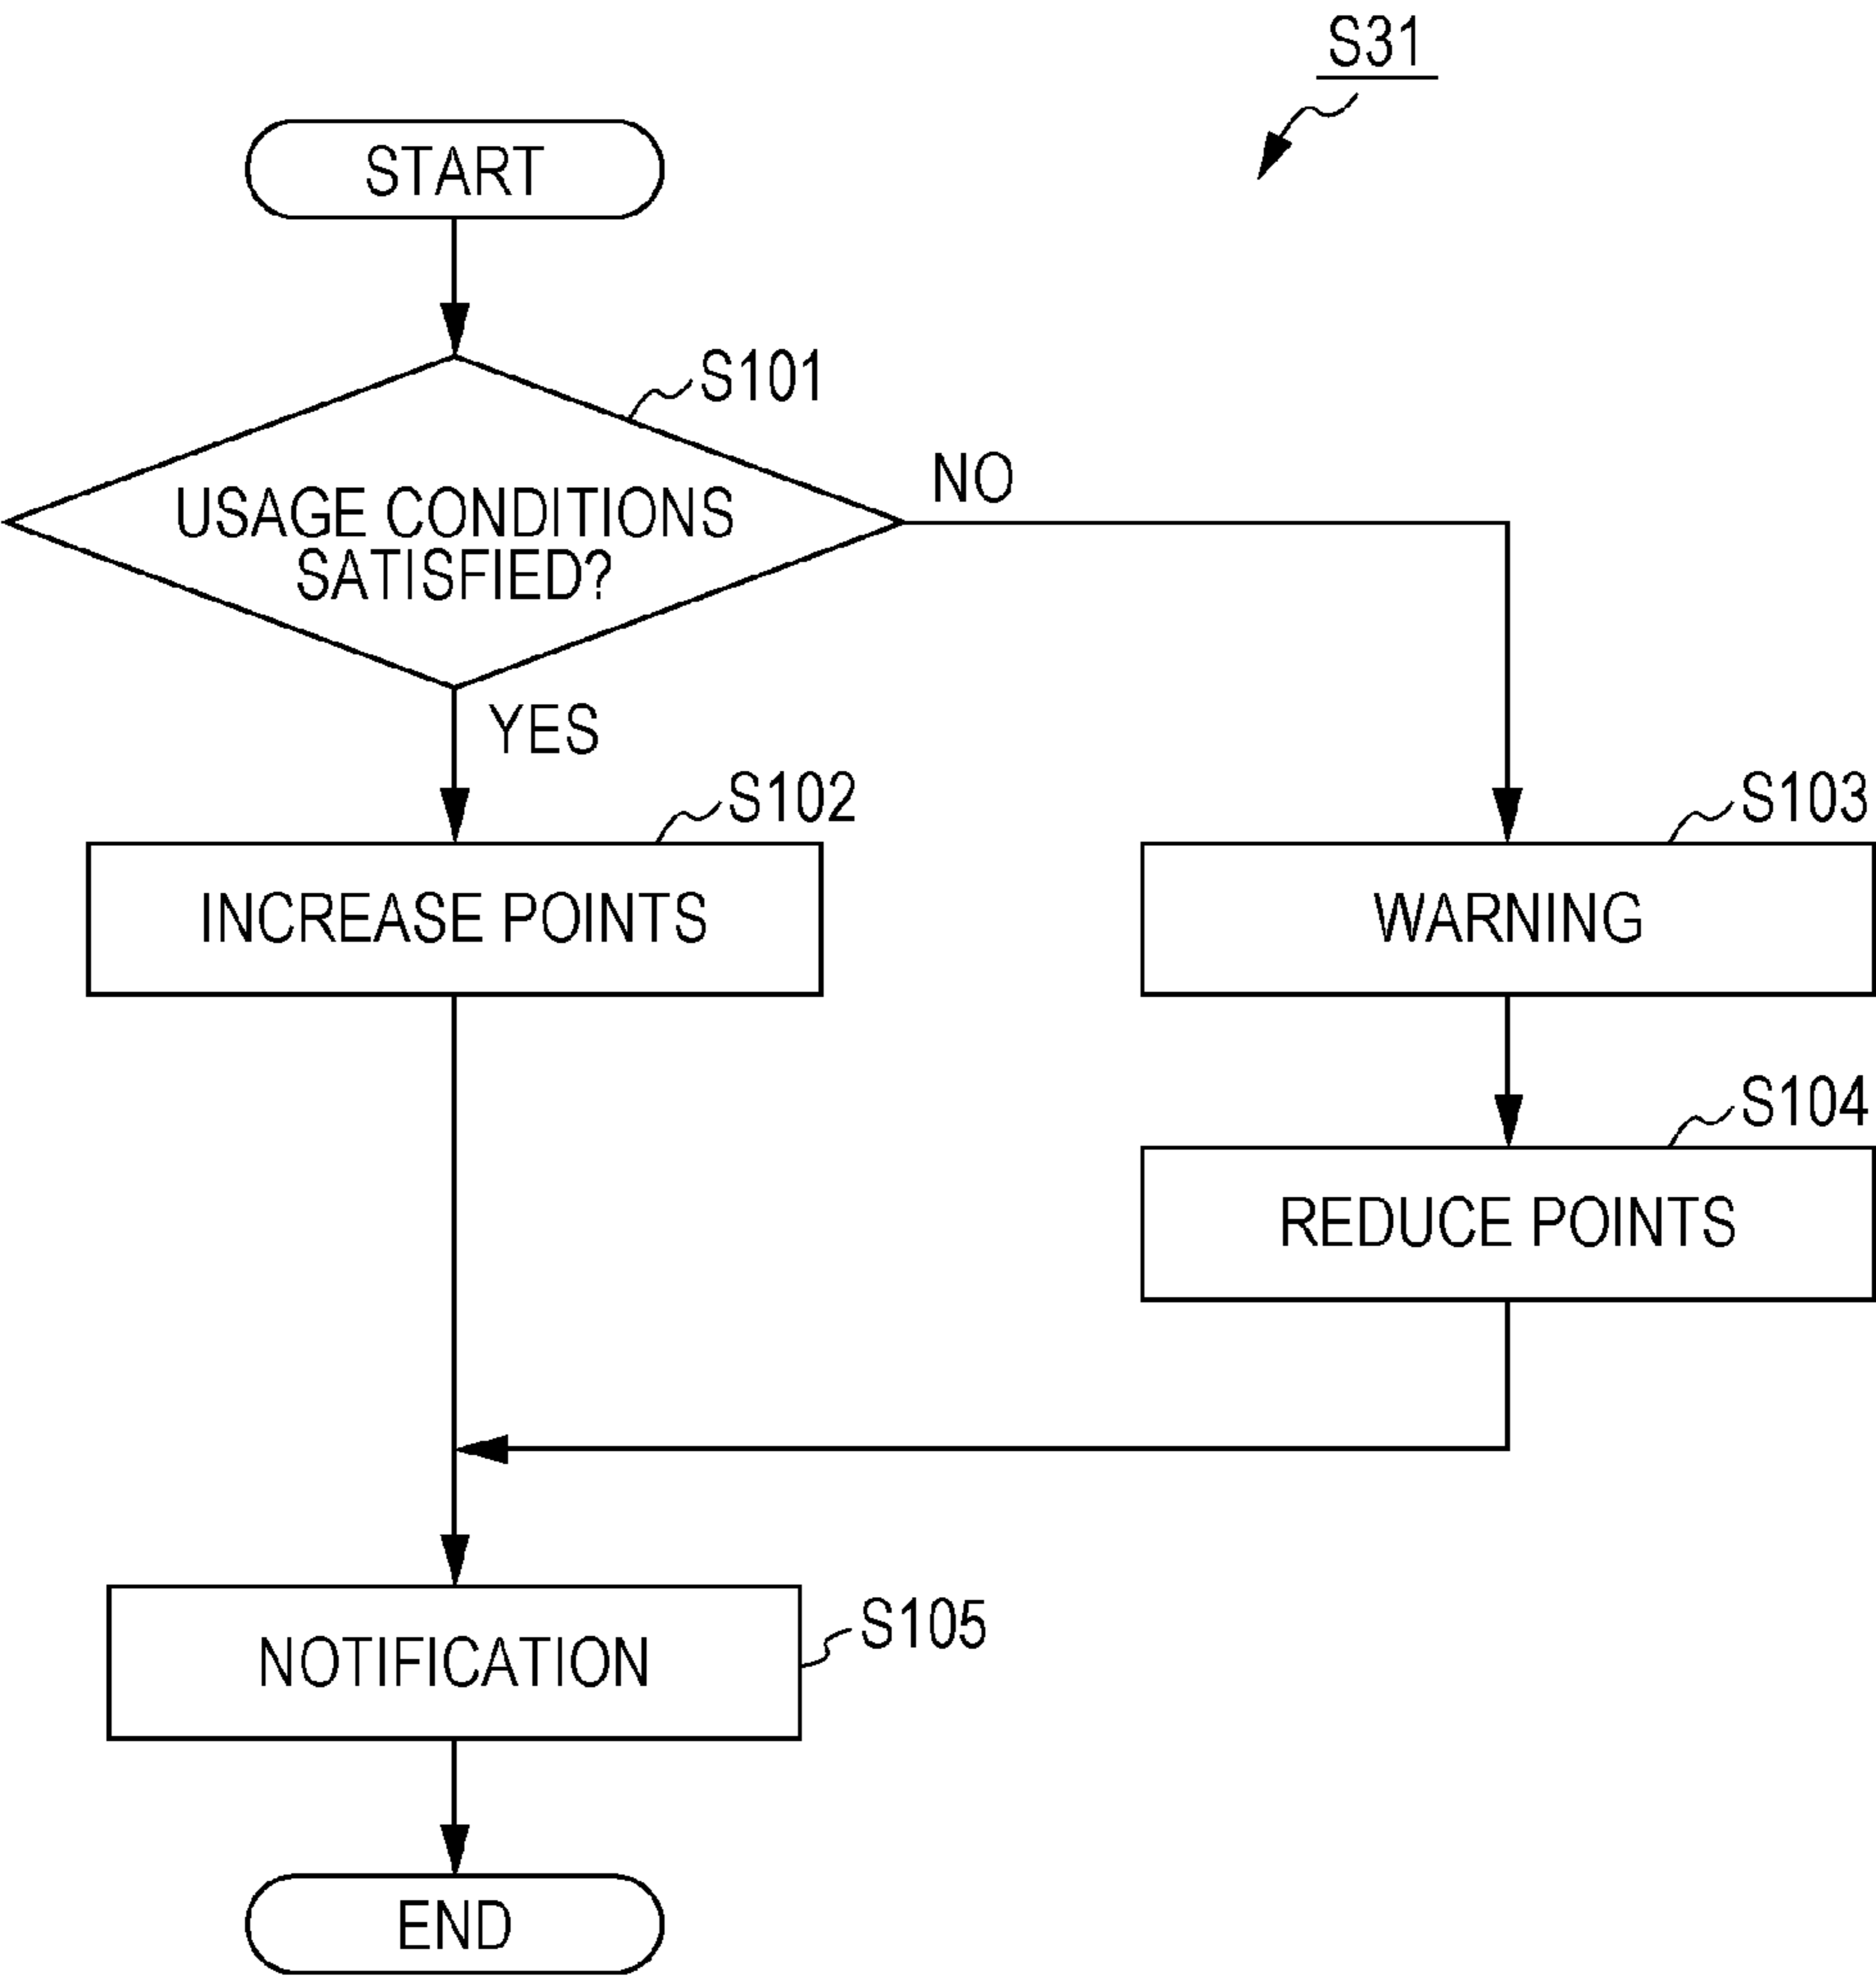 S31
START
S101
NO
USAGE CONDITIONS
SATISFIED?
YES
S102
S103
INCREASE POINTS
WARNING
S104
REDUCE POINTS
S105
NOTIFICATION
END